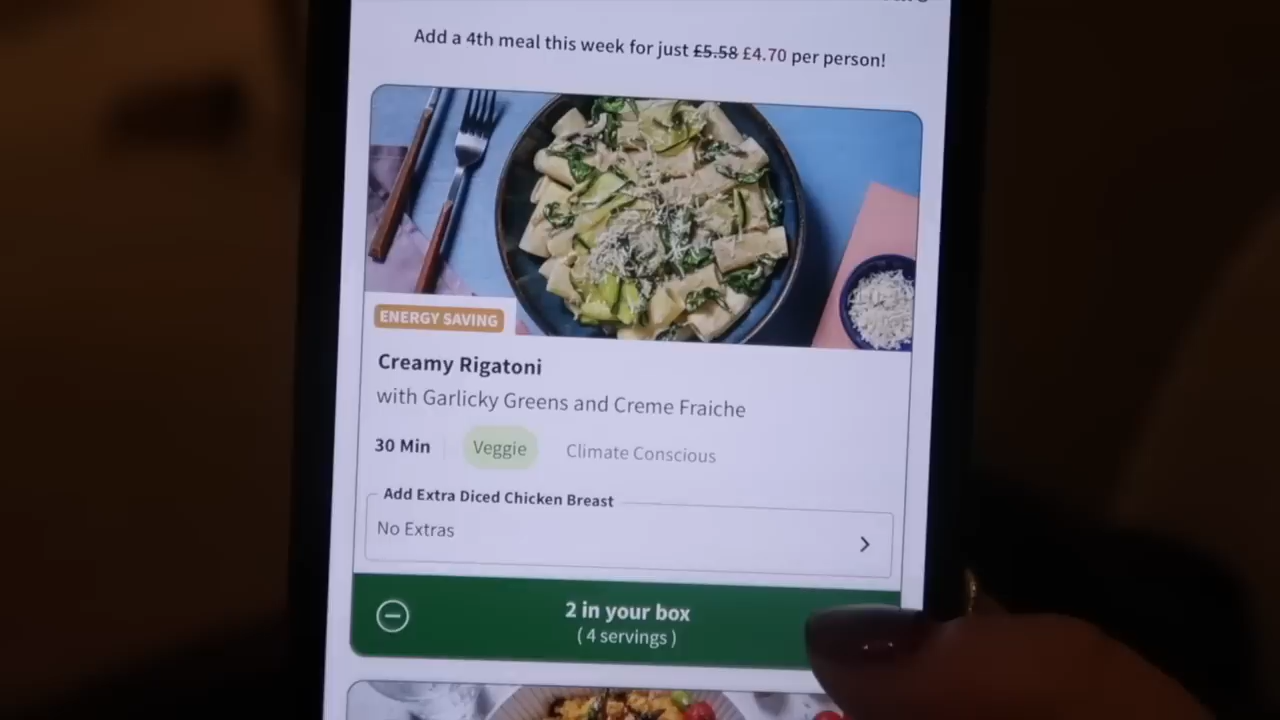 Add a 4th meal this week for just £5.58 £4.70 per person!
ENERGY SAVING
Creamy Rigatoni
with Garlicky Greens and Creme Fraiche
30 Min Veggie Climate Conscious
Add Extra Diced Chicken Breast
No Extras
2 in your box
( 4 servings )